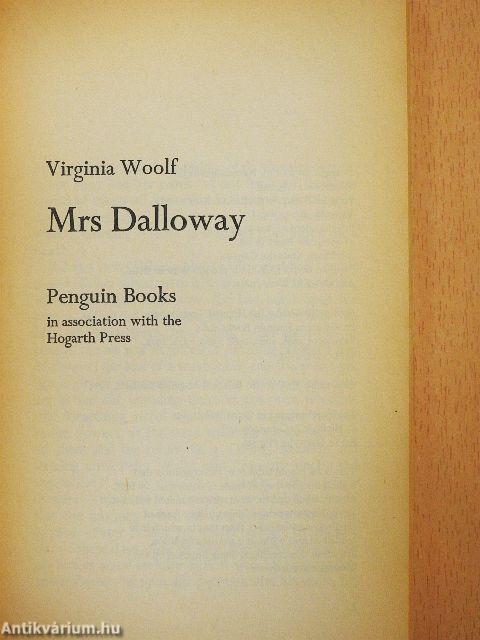 Virginia Woolf
Mrs Dalloway
Penguin Books
in association with the
Hogarth Press
Antikvárium.hu